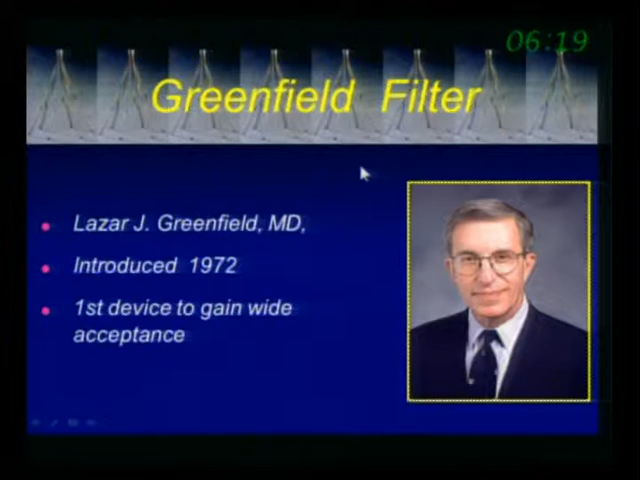 06:19
Greenfield Filter
Lazar J. Greenfield, MD,
Introduced 1972
1st device to gain wide
acceptance